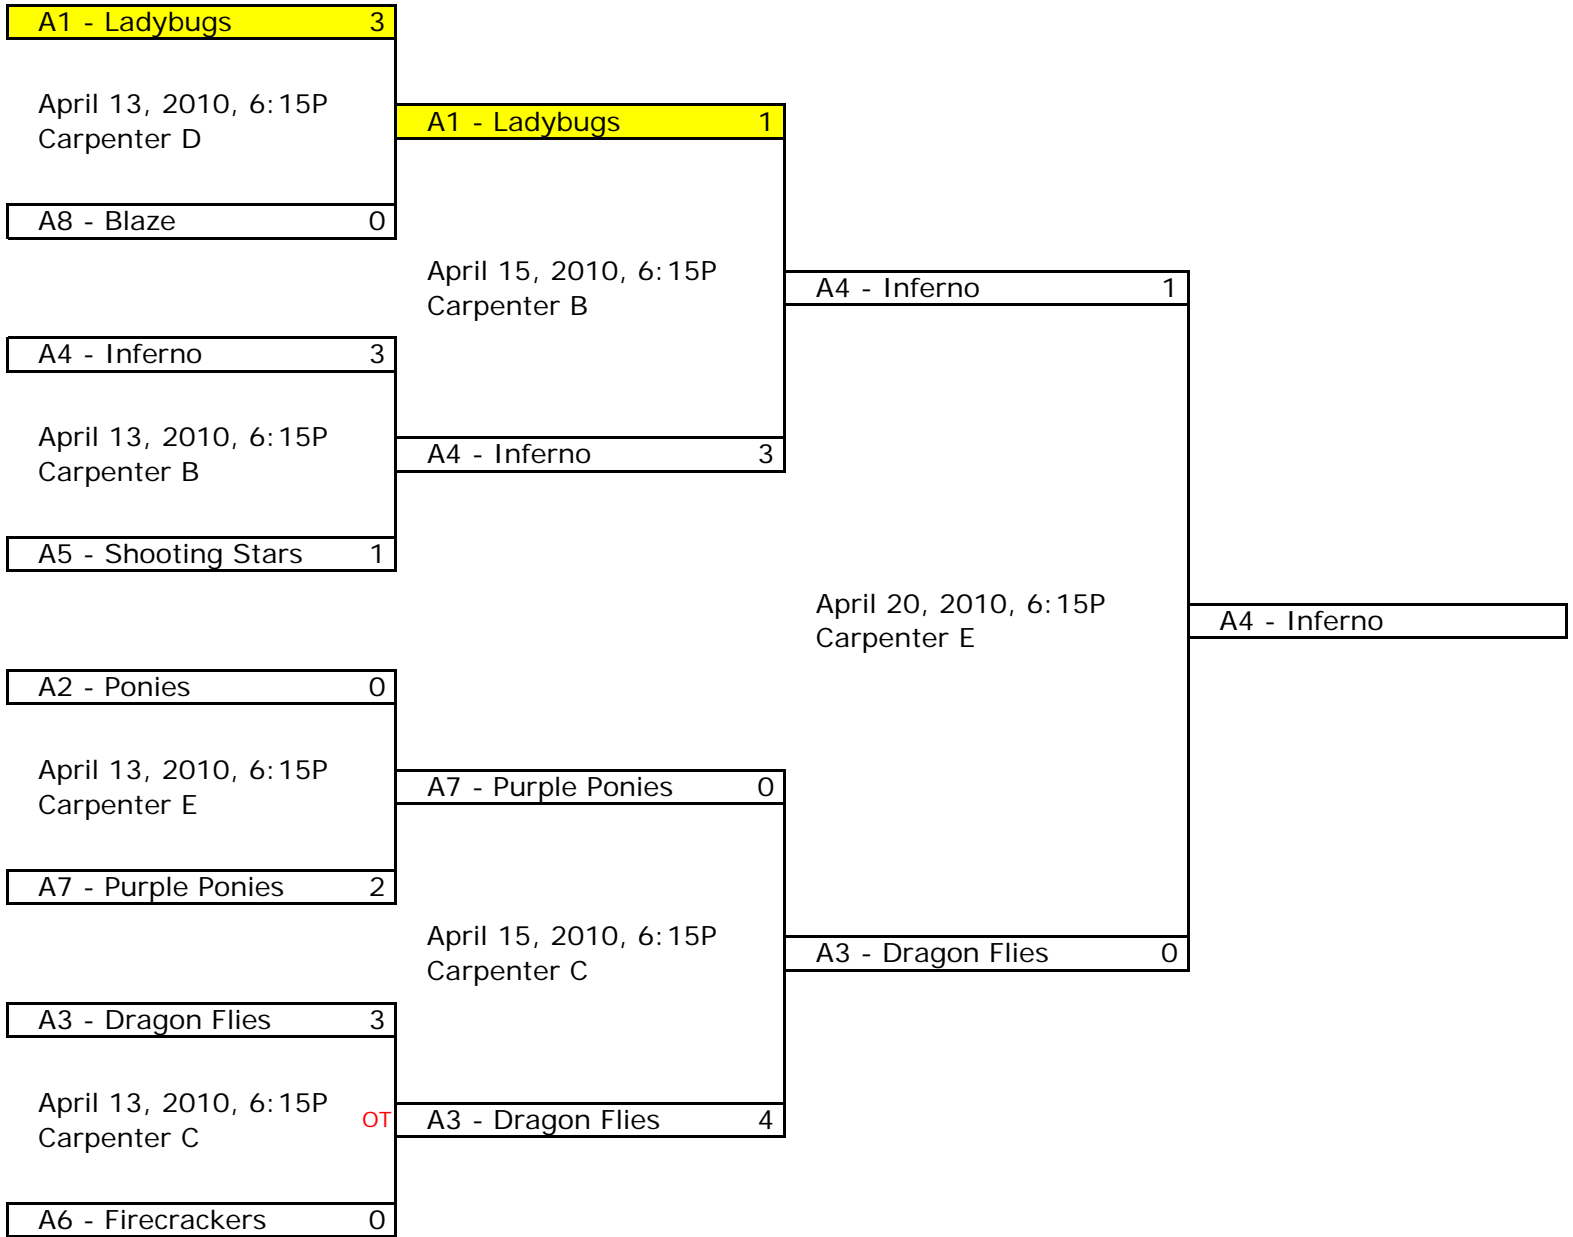 A1 - Ladybugs 3
April 13, 2010, 6:15P
Carpenter D
A8 - Blaze 0
A4 - Inferno 3
April 13, 2010, 6:15P
Carpenter B
A5 - Shooting Stars 1
A2 - Ponies 0
April 13, 2010, 6:15P
Carpenter E
A7 - Purple Ponies 2
A3 - Dragon Flies 3
April 13, 2010, 6:15P
Carpenter C
OT
A6 - Firecrackers 0
A1 - Ladybugs 1
April 15, 2010, 6:15P
Carpenter B
A4 - Inferno 3
A7 - Purple Ponies 0
April 15, 2010, 6:15P
Carpenter C
A3 - Dragon Flies 4
A4 - Inferno 1
April 20, 2010, 6:15P
Carpenter E
A3 - Dragon Flies 0
A4 - Inferno